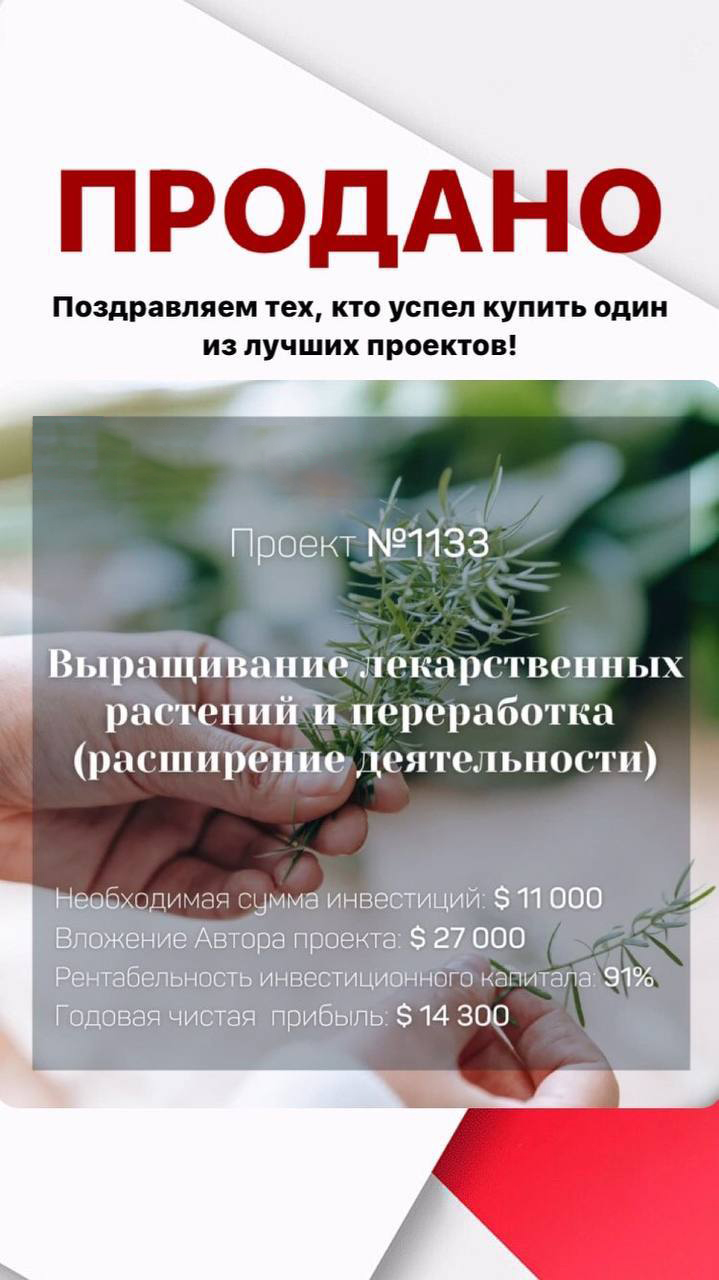 ПРОДАНО
Поздравляем тех, кто успел купить один
из лучших проектов!
Проект №1133
Выращивание лекарственных
растений и переработка
(расширение деятельности)
Необходимая сумма инвестиций: $ 11 000
Вложение Автора проекта: $ 27 000
Рентабельность инвестиционного капитала: 91%
Годовая чистая прибыль: $ 14 300